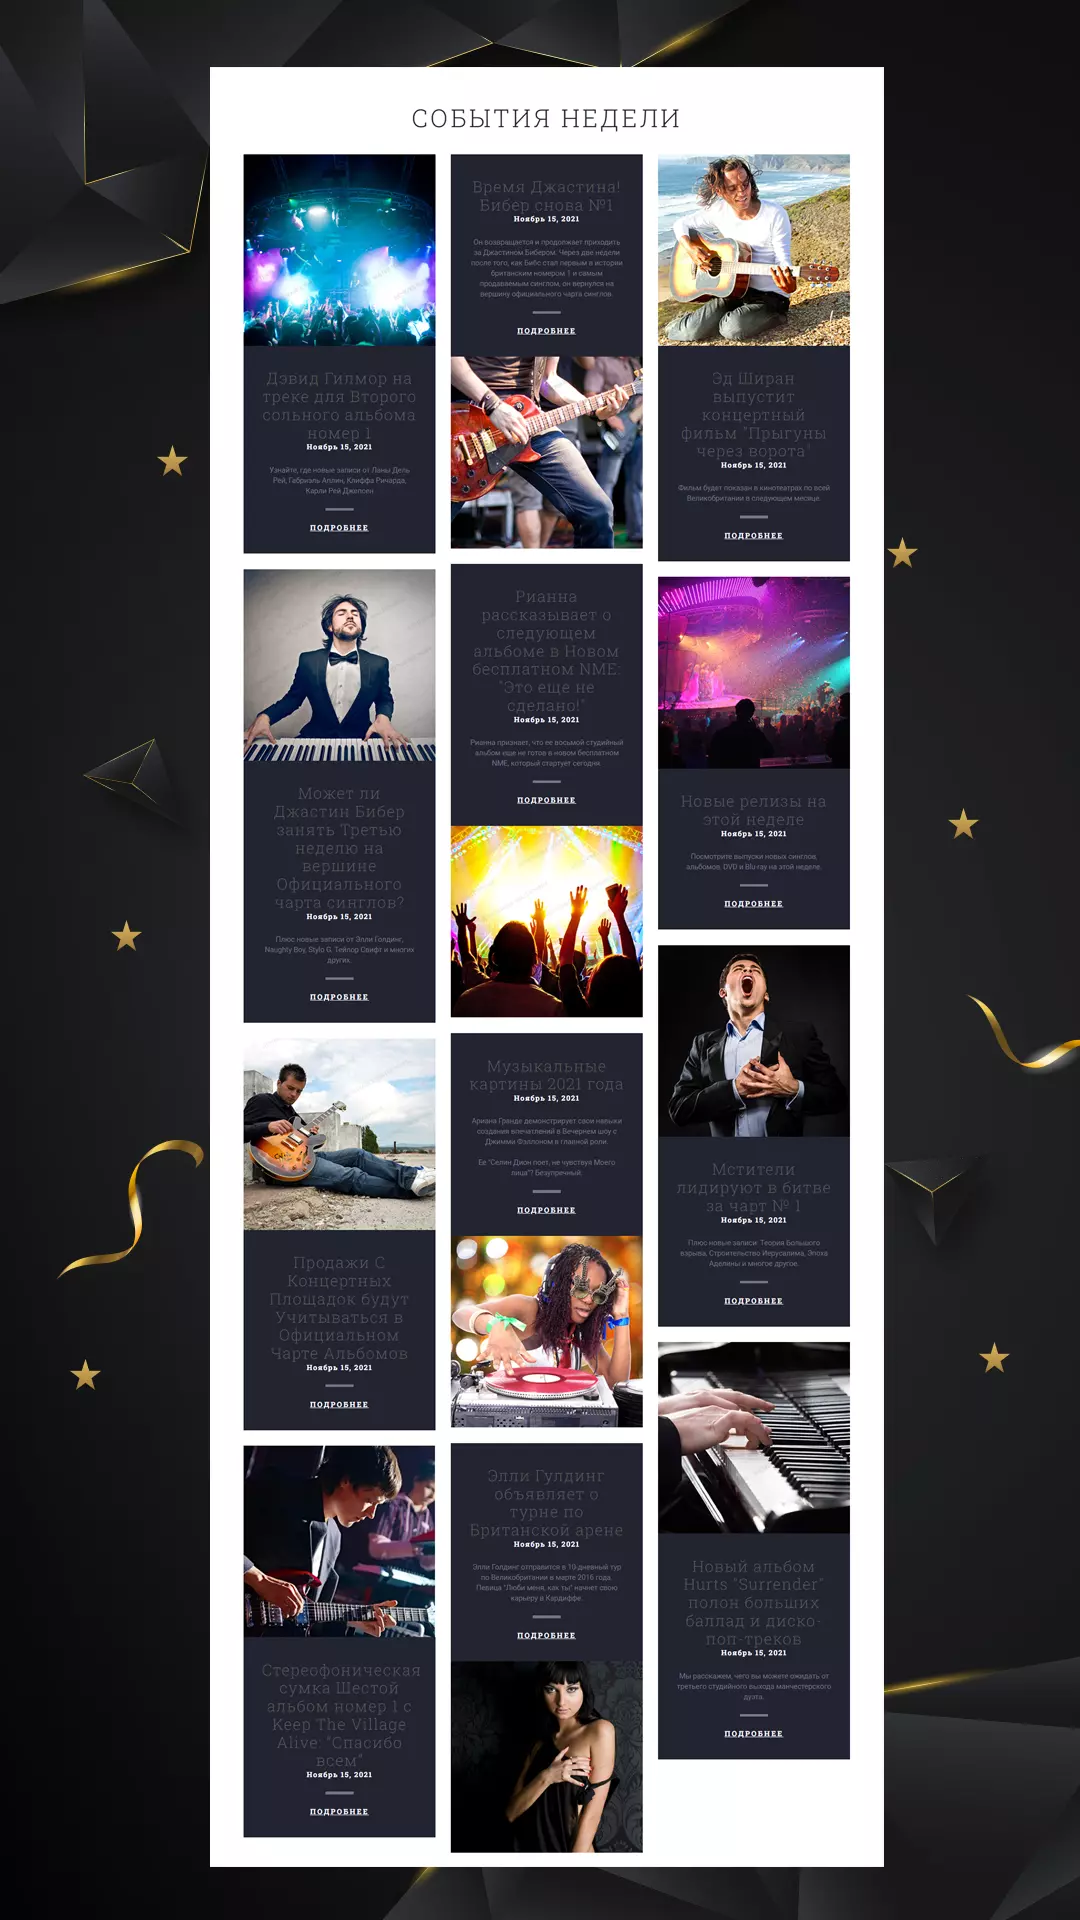 СОБЫТИЯ НЕДЕЛИ
Дэвид Гилмор на
треке для Второго
сольного альбома
номер 1
Ноябрь 15, 2021
Узнайте, где новые записи от Ланы Дель
Рей, Габриэль Аплин, Клиффа Ричарда,
Карли Рей Джепсен
ПОДРОБНЕЕ
Может ли
Джастин Бибер
занять Третью
неделю на
вершине
Официального
чарта синглов?
Ноябрь 15, 2021
Плюс новые записи от Элли Голдинг,
Naughty Boy, Stylo G, Тейлор Свифт и многих
других.
ПОДРОБНЕЕ
Продажи С
Концертных
Площадок будут
Учитываться в
Официальном
Чарте Альбомов
Ноябрь 15, 2021
ПОДРОБНЕЕ
Стереофоническая
сумка Шестой
альбом номер 1 с
Keep The Village
Alive: "Спасибо
всем"
Ноябрь 15, 2021
ПОДРОБНЕЕ
Время Джастина!
Бибер снова №1
Ноябрь 15, 2021
Он возвращается и продолжает приходить
за Джастином Бибером. Через две недели
после того, как Бибс стал первым в истории
британским номером 1 и самым
продаваемым синглом, он вернулся на
вершину официального чарта синглов.
ПОДРОБНЕЕ
Рианна
рассказывает о
следующем
альбоме в Новом
бесплатном NME:
"Это еще не
сделано!"
Ноябрь 15, 2021
Рианна признает, что ее восьмой студийный
альбом еще не готов в новом бесплатном
NME, который стартует сегодня
ПОДРОБНЕЕ
Музыкальные
картины 2021 года
Ноябрь 15, 2021
Ариана Гранде демонстрирует свои навыки
создания впечатлений в Вечернем шоу с
Джимми Фэллоном в главной роли.
Ее "Селин Дион поет, не чувствуя Моего
лица"? Безупречный.
ПОДРОБНЕЕ
Элли Гулдинг
объявляет о
турне по
Британской арене
Ноябрь 15, 2021
Элли Голдинг отправится в 10-дневный тур
по Великобритании в марте 2016 года.
Певица "Люби меня, как ты" начнет свою
карьеру в Кардиффе.
ПОДРОБНЕЕ
Эд Ширан
выпустит
концертный
фильм "Прыгуны
через ворота"
Ноябрь 15, 2021
Фильм будет показан в кинотеатрах по всей
Великобритании в следующем месяце.
ПОДРОБНЕЕ
Новые релизы на
этой неделе
Ноябрь 15, 2021
Посмотрите выпуски новых синглов,
альбомов, DVD и Blu-ray на этой неделе.
ПОДРОБНЕЕ
Мстители
лидируют в битве
за чарт № 1
Ноябрь 15, 2021
Плюс новые записи: Теория Большого
взрыва, Строительство Иерусалима, Эпоха
Аделаны и многое другое.
ПОДРОБНЕЕ
Новый альбом
Hurts "Surrender"
полон больших
баллад и диско-
поп-треков
Ноябрь 15, 2021
Мы расскажем, чего вы можете ожидать от
третьего студийного выхода манчестерского
дуэта.
ПОДРОБНЕЕ